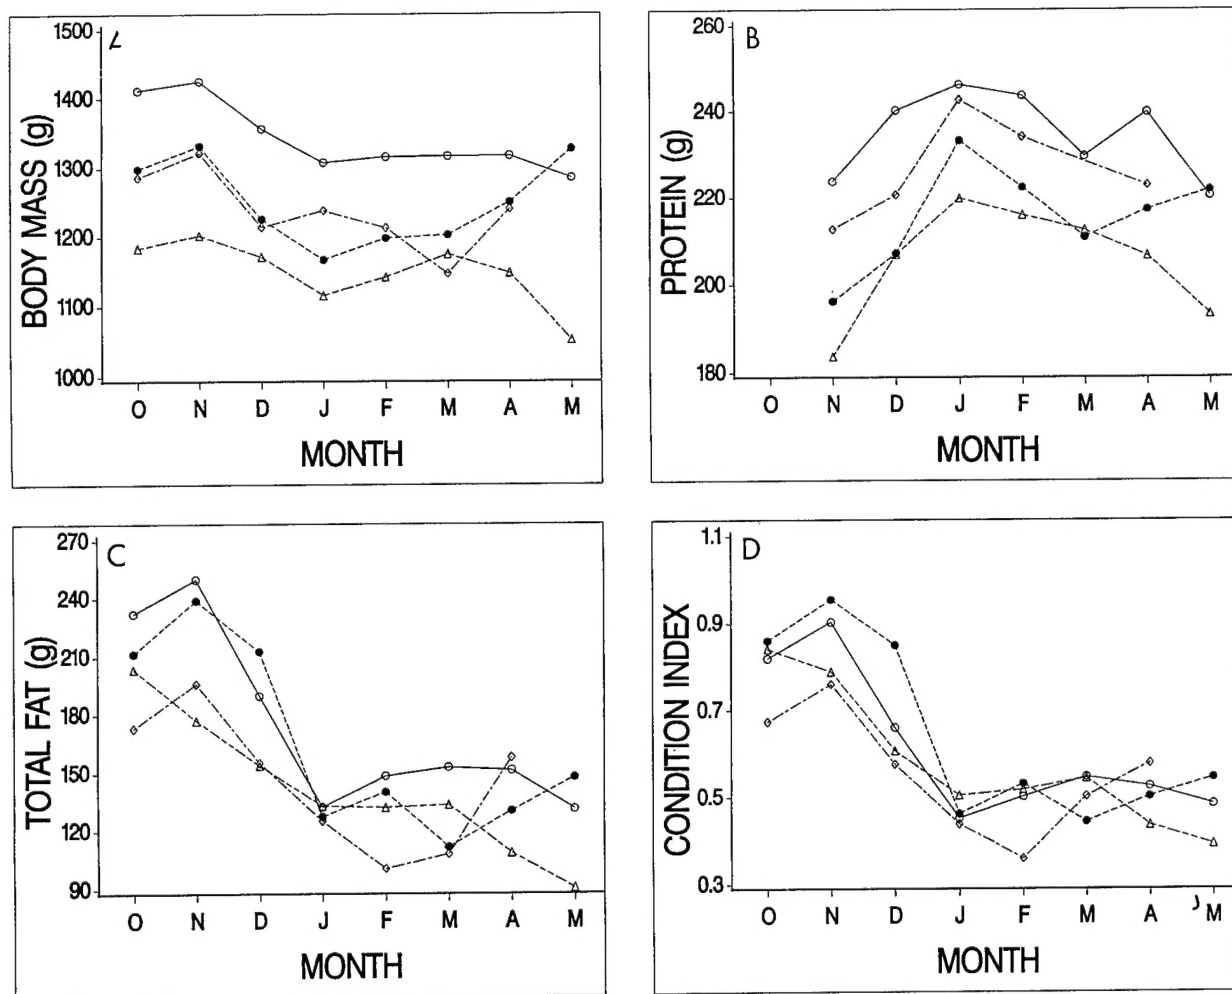 1500
1400
1300
1200
1100
1000
BODY MASS (g)
O N D J F M A M
MONTH
B
260
240
220
200
180
PROTEIN (g)
O N D J F M A M
MONTH
C
270
240
210
180
150
120
90
TOTAL FAT (g)
O N D J F M A M
MONTH
D
1.1
0.9
0.7
0.5
0.3
CONDITION INDEX
O N D J F M A M
MONTH